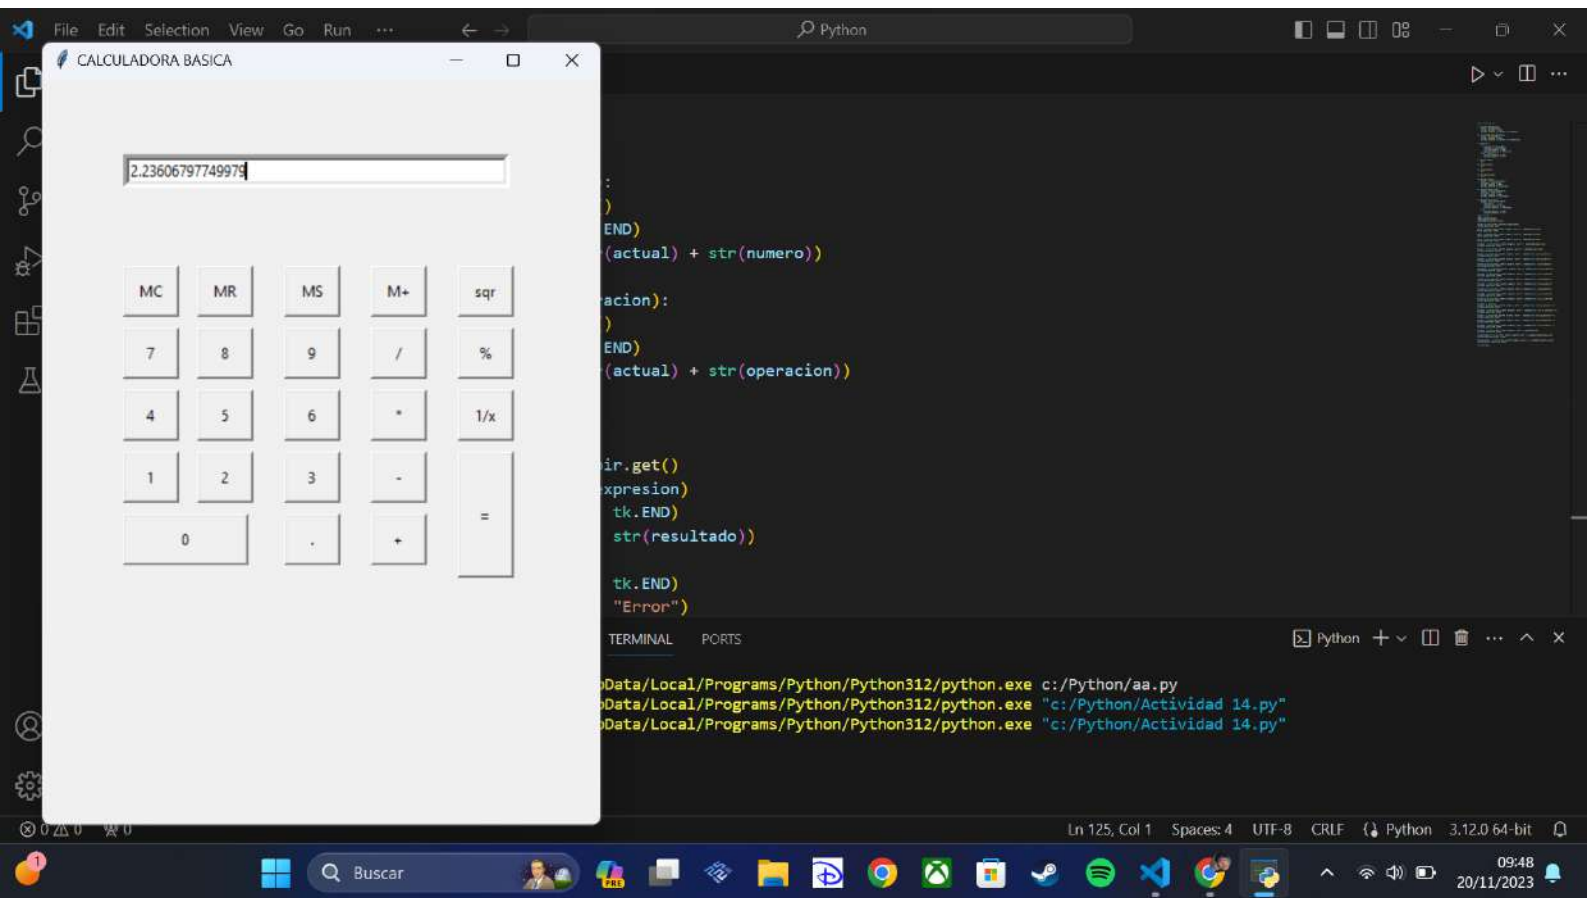 File Edit Selection View Go Run ··· ← → Python
CALCULADORA BASICA
2.23606797749979
MC MR MS M+ sqr
7 8 9 / %
4 5 6 * 1/x
1 2 3 -
=
0 . +
:
)
END)
(actual) + str(numero))
acion):
)
END)
(actual) + str(operacion))
ir.get()
xpresion)
tk.END)
str(resultado))
tk.END)
"Error")
TERMINAL PORTS
Python
Data/Local/Programs/Python/Python312/python.exe c:/Python/aa.py
Data/Local/Programs/Python/Python312/python.exe "c:/Python/Actividad 14.py"
Data/Local/Programs/Python/Python312/python.exe "c:/Python/Actividad 14.py"
0 0 0
Ln 125, Col 1 Spaces: 4 UTF-8 CRLF Python 3.12.0 64-bit
1
Buscar
PRE
09:48
20/11/2023